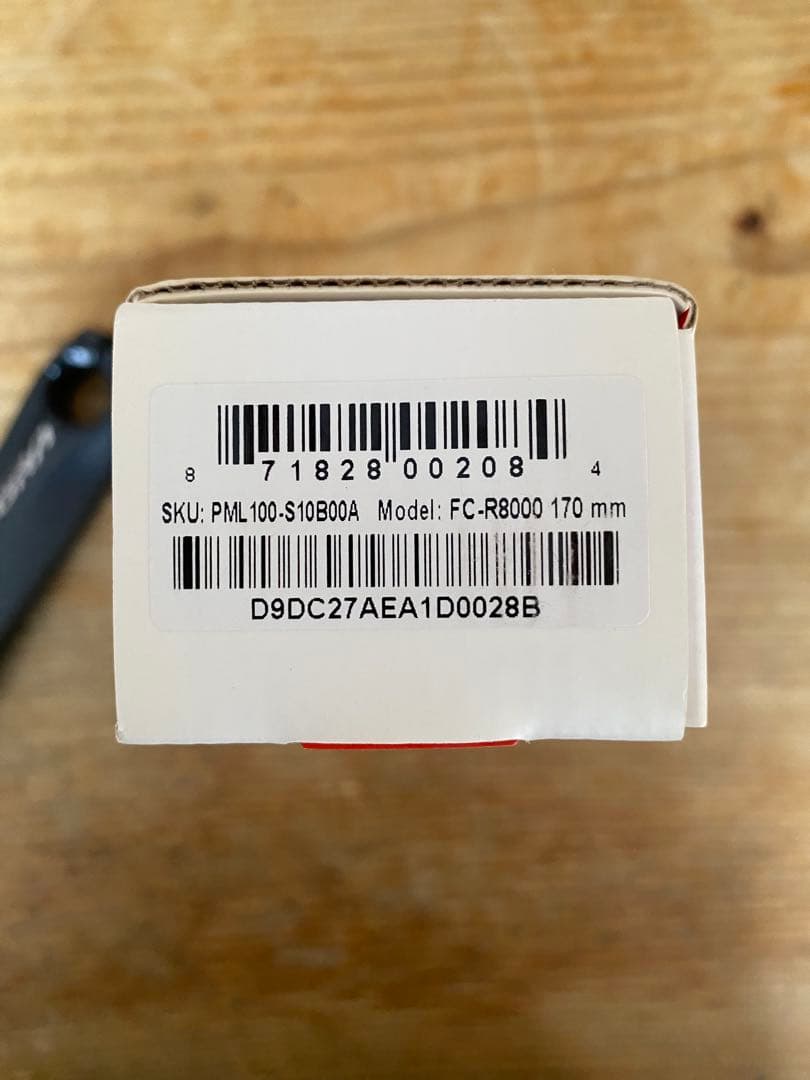 8 71828 00208 4
SKU: PML100-S10B00A Model: FC-R8000 170 mm
D9DC27AEA1D0028B